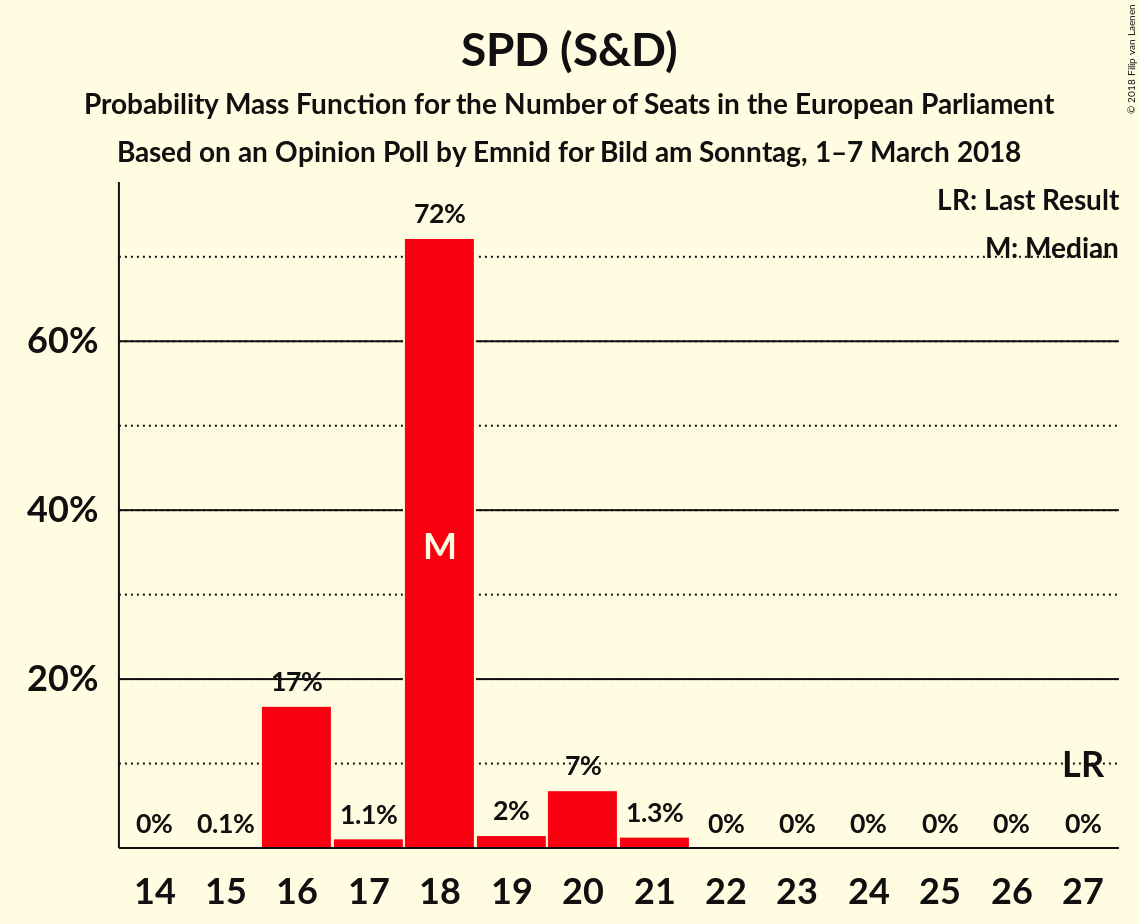 SPD (S&D)
Probability Mass Function for the Number of Seats in the European Parliament
Based on an Opinion Poll by Emnid for Bild am Sonntag, 1–7 March 2018
© 2018 Filip van Laenen
LR: Last Result
M: Median
72%
60%
40%
M
20%
17%
7%
LR
0%
0.1%
1.1%
2%
1.3%
0%
0%
0%
0%
0%
0%
14 15 16 17 18 19 20 21 22 23 24 25 26 27